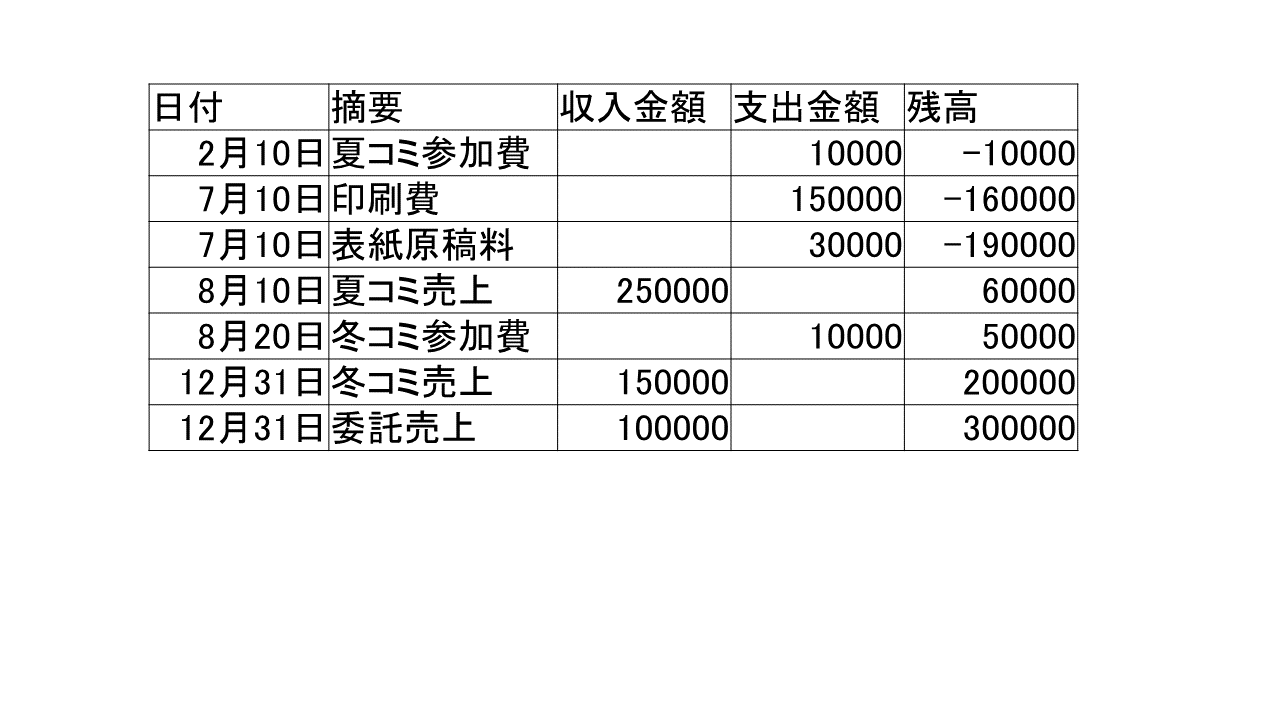 日付 摘要 収入金額 支出金額 残高
2月10日 夏コミ参加費 10000 -10000
7月10日 印刷費 150000 -160000
7月10日 表紙原稿料 30000 -190000
8月10日 夏コミ売上 250000 60000
8月20日 冬コミ参加費 10000 50000
12月31日 冬コミ売上 150000 200000
12月31日 委託売上 100000 300000